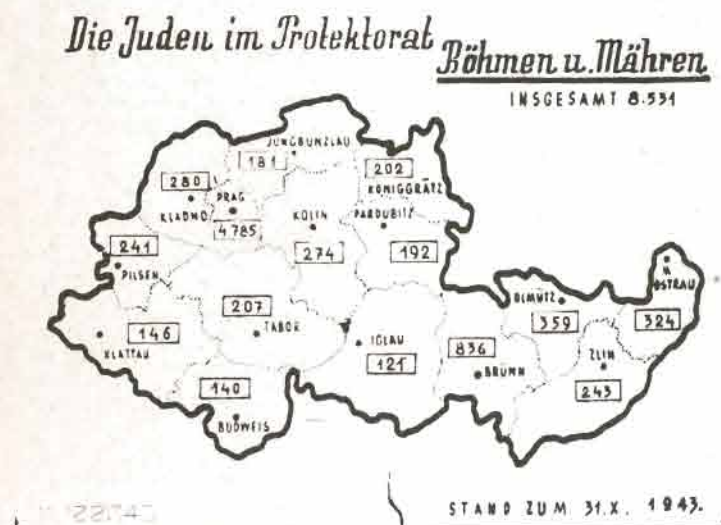 Die Juden im Protektorat
Böhmen u. Mähren
INSGESAMT 8.531
JUNGBUNZLAU
181
202
KÖNIGGRÄTZ
280
PRAG
KLADNO
4785
KOLIN
PARDUBITZ
241
274
192
PILSEN
M
OSTRAU
207
OLMÜTZ
146
TABOR
359
324
KLATTAU
IGLAU
836
ZLIN
121
BRÜNN
140
243
BUDWEIS
STAND ZUM 31.X. 1943.